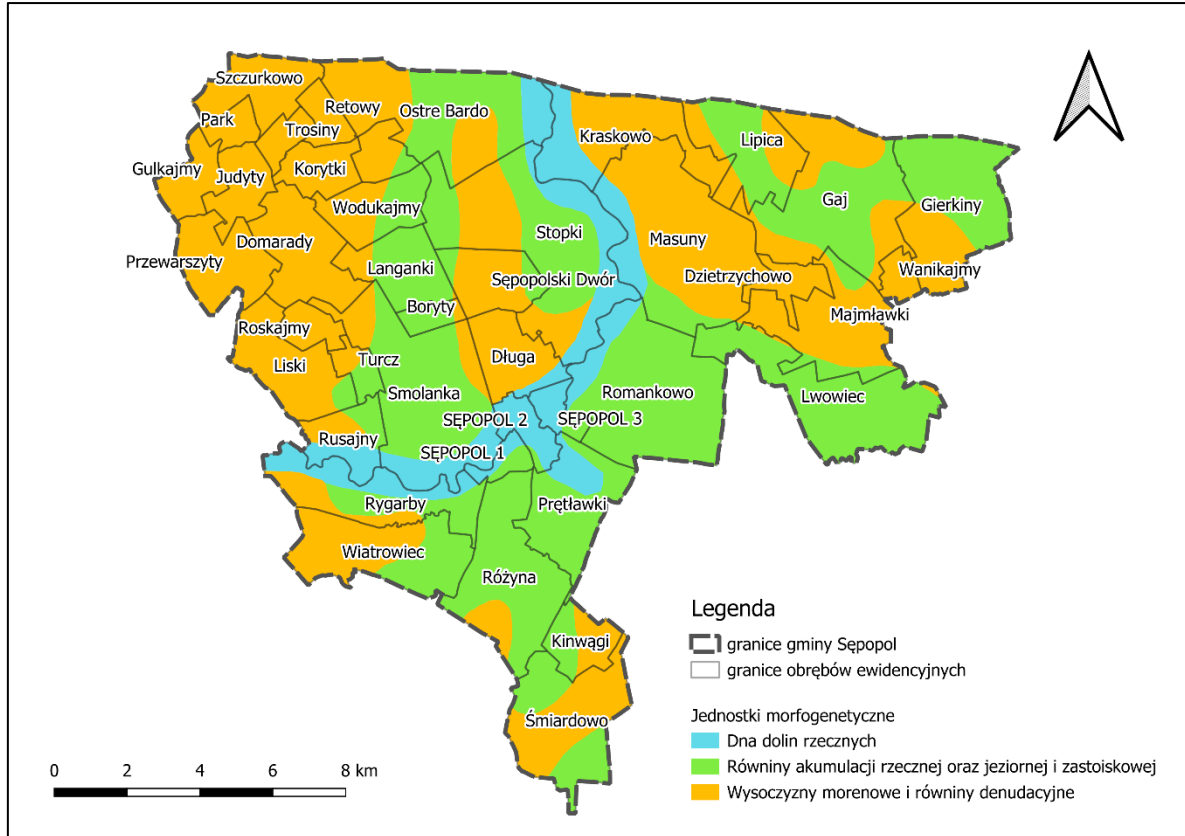 Szczurkowo
Park
Retowy
Ostre Bardo
Trosiny
Kraskowo
Lipica
Gulkajmy
Judyty
Korytki
Gaj
Gierkiny
Wodukajmy
Domarady
Stopki
Masuny
Przewarszyty
Langanki
Sępopolski Dwór
Dzietrzychowo
Wanikajmy
Boryty
Majmławki
Roskajmy
Liski
Turcz
Długa
Smolanka
Romankowo
Lwowiec
SĘPOPOL 2
SĘPOPOL 3
Rusajny
SĘPOPOL 1
Rygarby
Prętławki
Wiatrowiec
Różyna
Kinwągi
Śmiardowo
Legenda
granice gminy Sępopol
granice obrębów ewidencyjnych
Jednostki morfogenetyczne
Dna dolin rzecznych
Równiny akumulacji rzecznej oraz jeziornej i zastoiskowej
Wysoczyzny morenowe i równiny denudacyjne
0 2 4 6 8 km